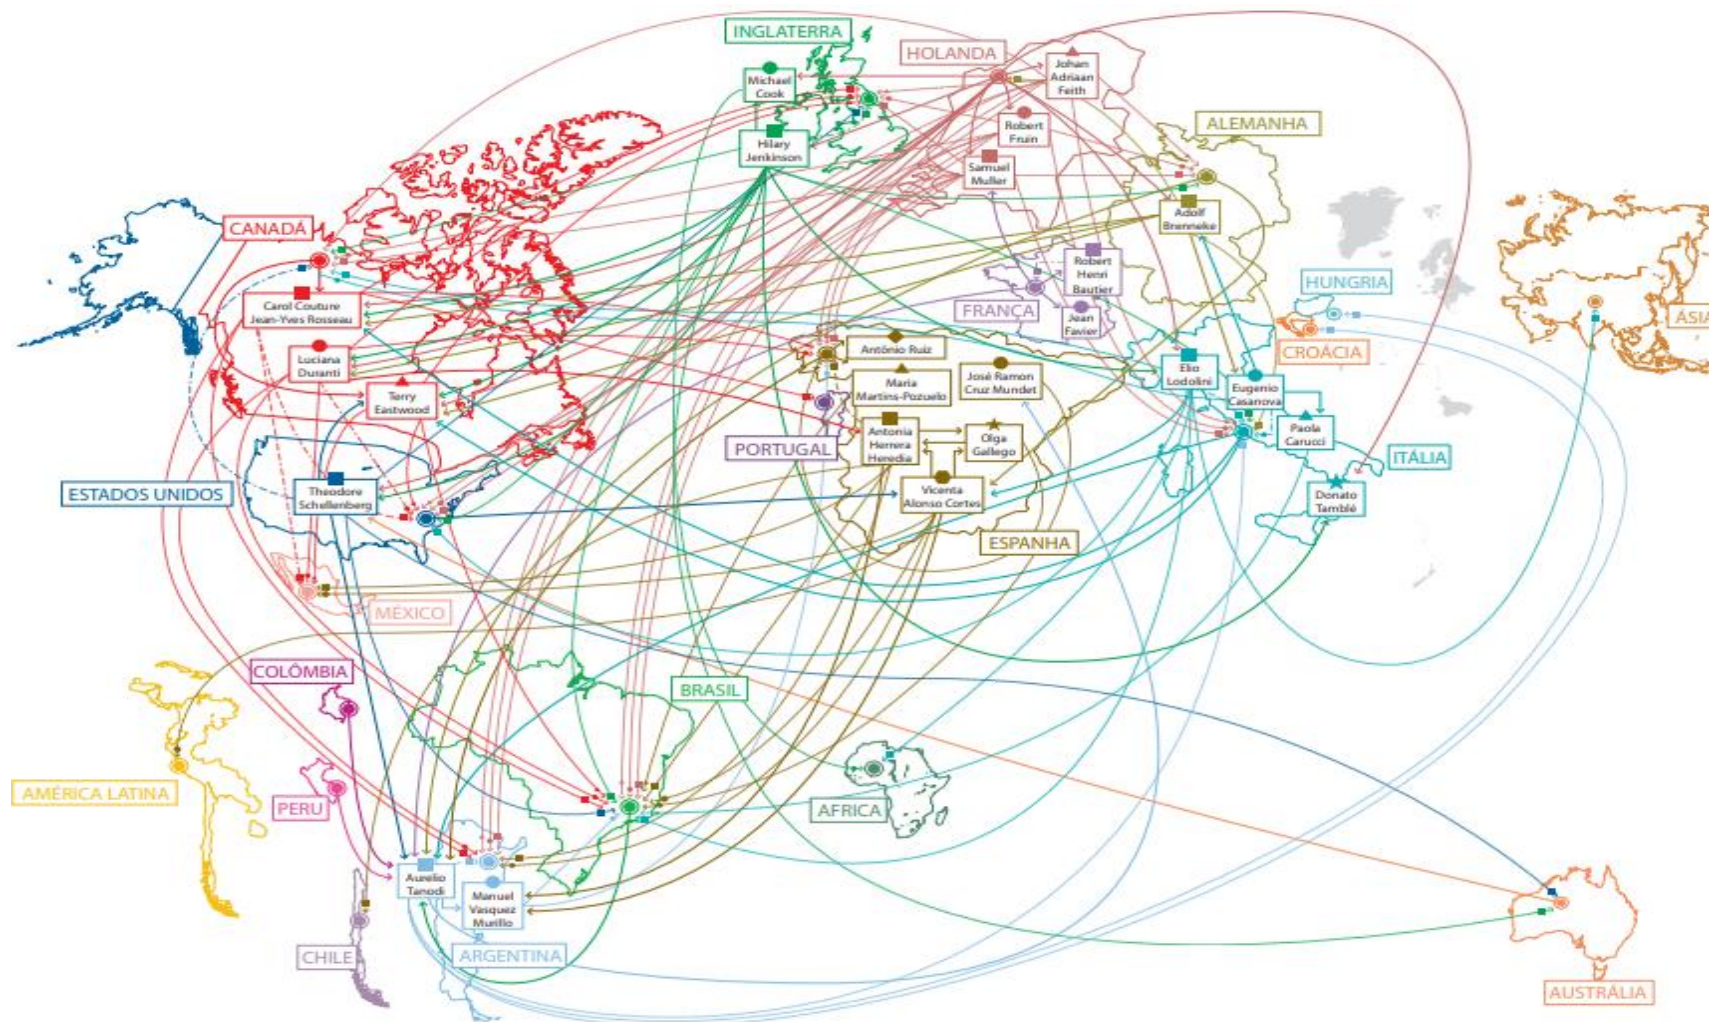 INGLATERRA
HOLANDA
Michael
Cook
Johan
Adriaan
Feith
Hilary
Jenkinson
Robert
Fruin
Samuel
Muller
ALEMANHA
Adolf
Brenneke
CANADÁ
Carol Couture
Jean-Yves Rosseau
Luciana
Duranti
Terry
Eastwood
FRANÇA
Robert
Henri
Bautier
Jean
Favier
HUNGRIA
CROÁCIA
ÁSIA
António Ruiz
Maria
Martins-Pozuelo
José Ramon
Cruz Mundet
Antonia
Herrera
Heredia
Olga
Gallego
Vicenta
Alonso Cortes
PORTUGAL
ESPANHA
Elio
Lodolini
Eugenio
Casanova
Paola
Carucci
ITÁLIA
Donato
Tamblé
ESTADOS UNIDOS
Theodore
Schellenberg
MÉXICO
COLÔMBIA
BRASIL
AMÉRICA LATINA
PERU
AFRICA
Aurelio
Tanodi
Manuel
Vasquez
Murillo
CHILE
ARGENTINA
AUSTRÁLIA